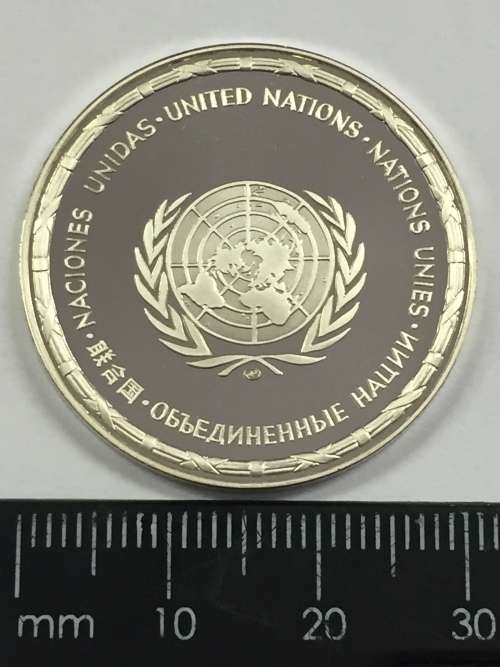 · UNITED NATIONS · NATIONS UNIES · ОБЪЕДИНЕННЫЕ НАЦИИ · 联合国 · NACIONES UNIDAS
mm 10 20 30